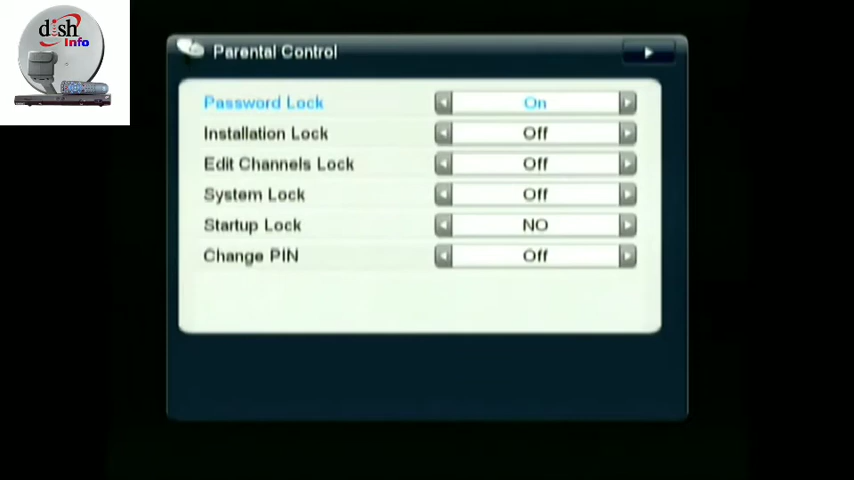 dish
Info
Parental Control
Password Lock On
Installation Lock Off
Edit Channels Lock Off
System Lock Off
Startup Lock NO
Change PIN Off